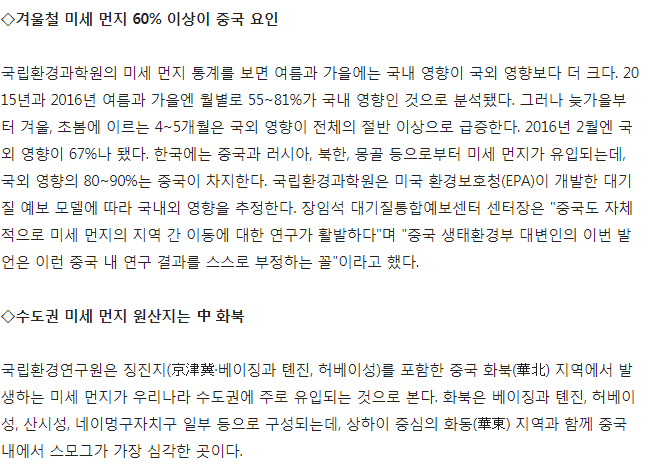 ◇겨울철 미세 먼지 60% 이상이 중국 요인
국립환경과학원의 미세 먼지 통계를 보면 여름과 가을에는 국내 영향이 국외 영향보다 더 크다. 20
15년과 2016년 여름과 가을엔 월별로 55~81%가 국내 영향인 것으로 분석됐다. 그러나 늦가을부
터 겨울, 초봄에 이르는 4~5개월은 국외 영향이 전체의 절반 이상으로 급증한다. 2016년 2월엔 국
외 영향이 67%나 됐다. 한국에는 중국과 러시아, 북한, 몽골 등으로부터 미세 먼지가 유입되는데,
국외 영향의 80~90%는 중국이 차지한다. 국립환경과학원은 미국 환경보호청(EPA)이 개발한 대기
질 예보 모델에 따라 국내외 영향을 추정한다. 장임석 대기질통합예보센터 센터장은 "중국도 자체
적으로 미세 먼지의 지역 간 이동에 대한 연구가 활발하다"며 "중국 생태환경부 대변인의 이번 발
언은 이런 중국 내 연구 결과를 스스로 부정하는 꼴"이라고 했다.
◇수도권 미세 먼지 원산지는 中 화북
국립환경연구원은 징진지(京津冀·베이징과 톈진, 허베이성)를 포함한 중국 화북(華北) 지역에서 발
생하는 미세 먼지가 우리나라 수도권에 주로 유입되는 것으로 본다. 화북은 베이징과 톈진, 허베이
성, 산시성, 네이멍구자치구 일부 등으로 구성되는데, 상하이 중심의 화동(華東) 지역과 함께 중국
내에서 스모그가 가장 심각한 곳이다.